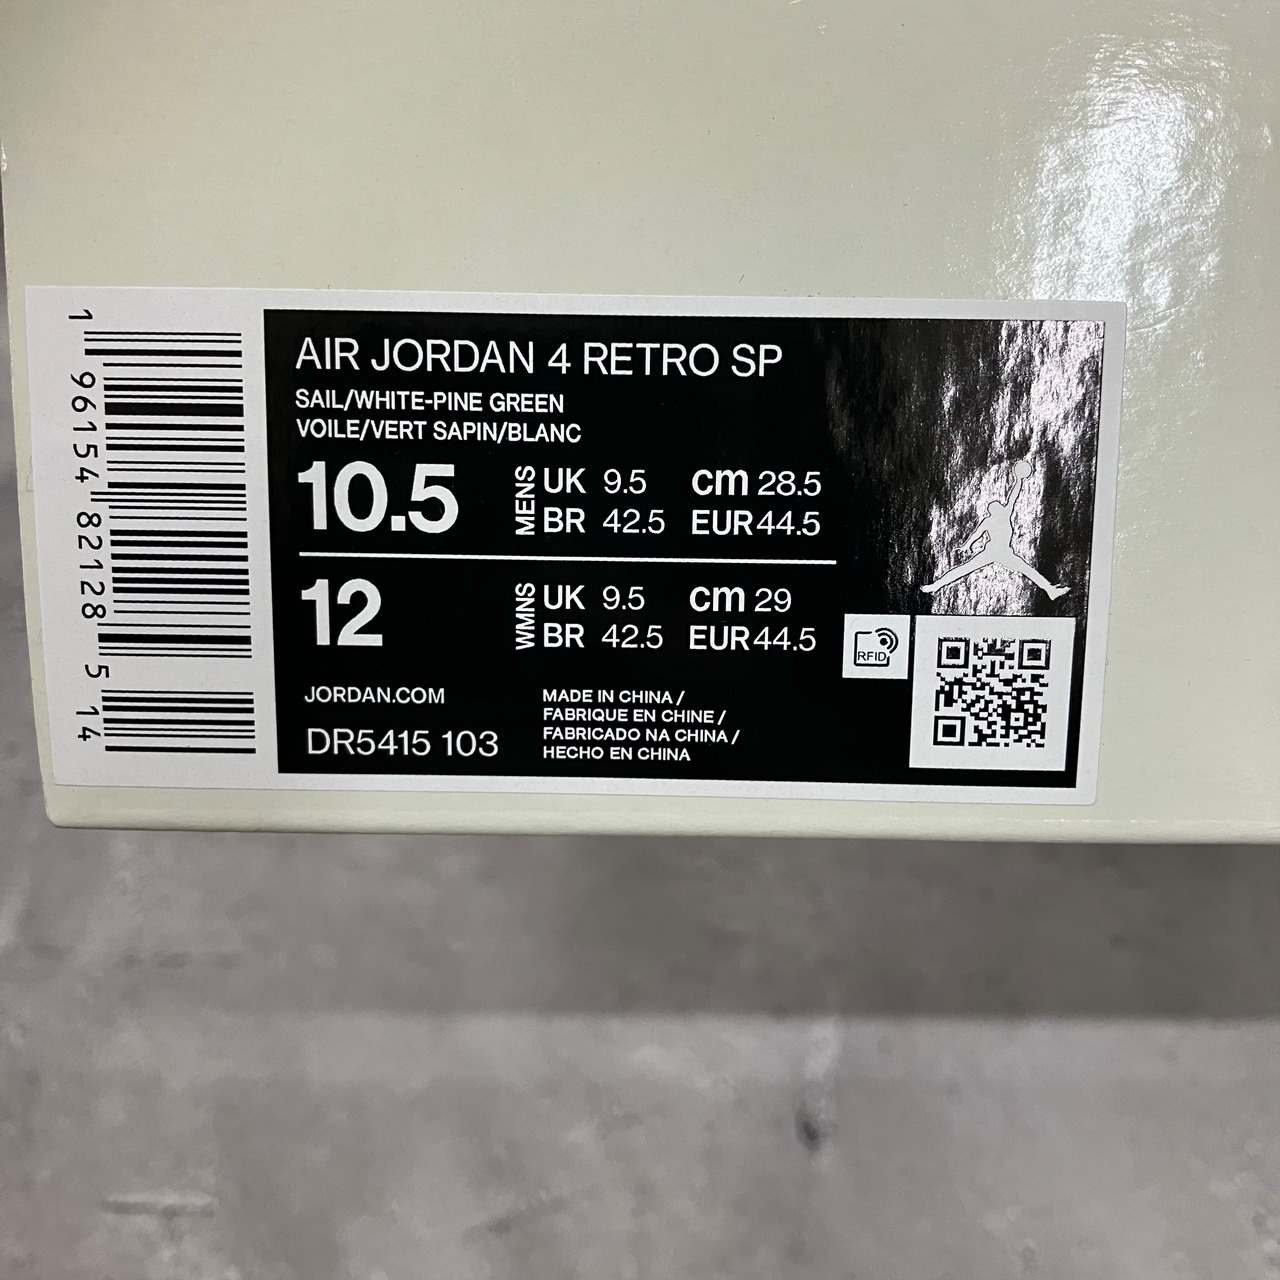 1 96154 82128 5 14
AIR JORDAN 4 RETRO SP
SAIL/WHITE-PINE GREEN
VOILE/VERT SAPIN/BLANC
10.5 MENS UK 9.5 cm 28.5
BR 42.5 EUR 44.5
12 WMNS UK 9.5 cm 29
BR 42.5 EUR 44.5
RFID
JORDAN.COM
DR5415 103
MADE IN CHINA /
FABRIQUE EN CHINE /
FABRICADO NA CHINA /
HECHO EN CHINA